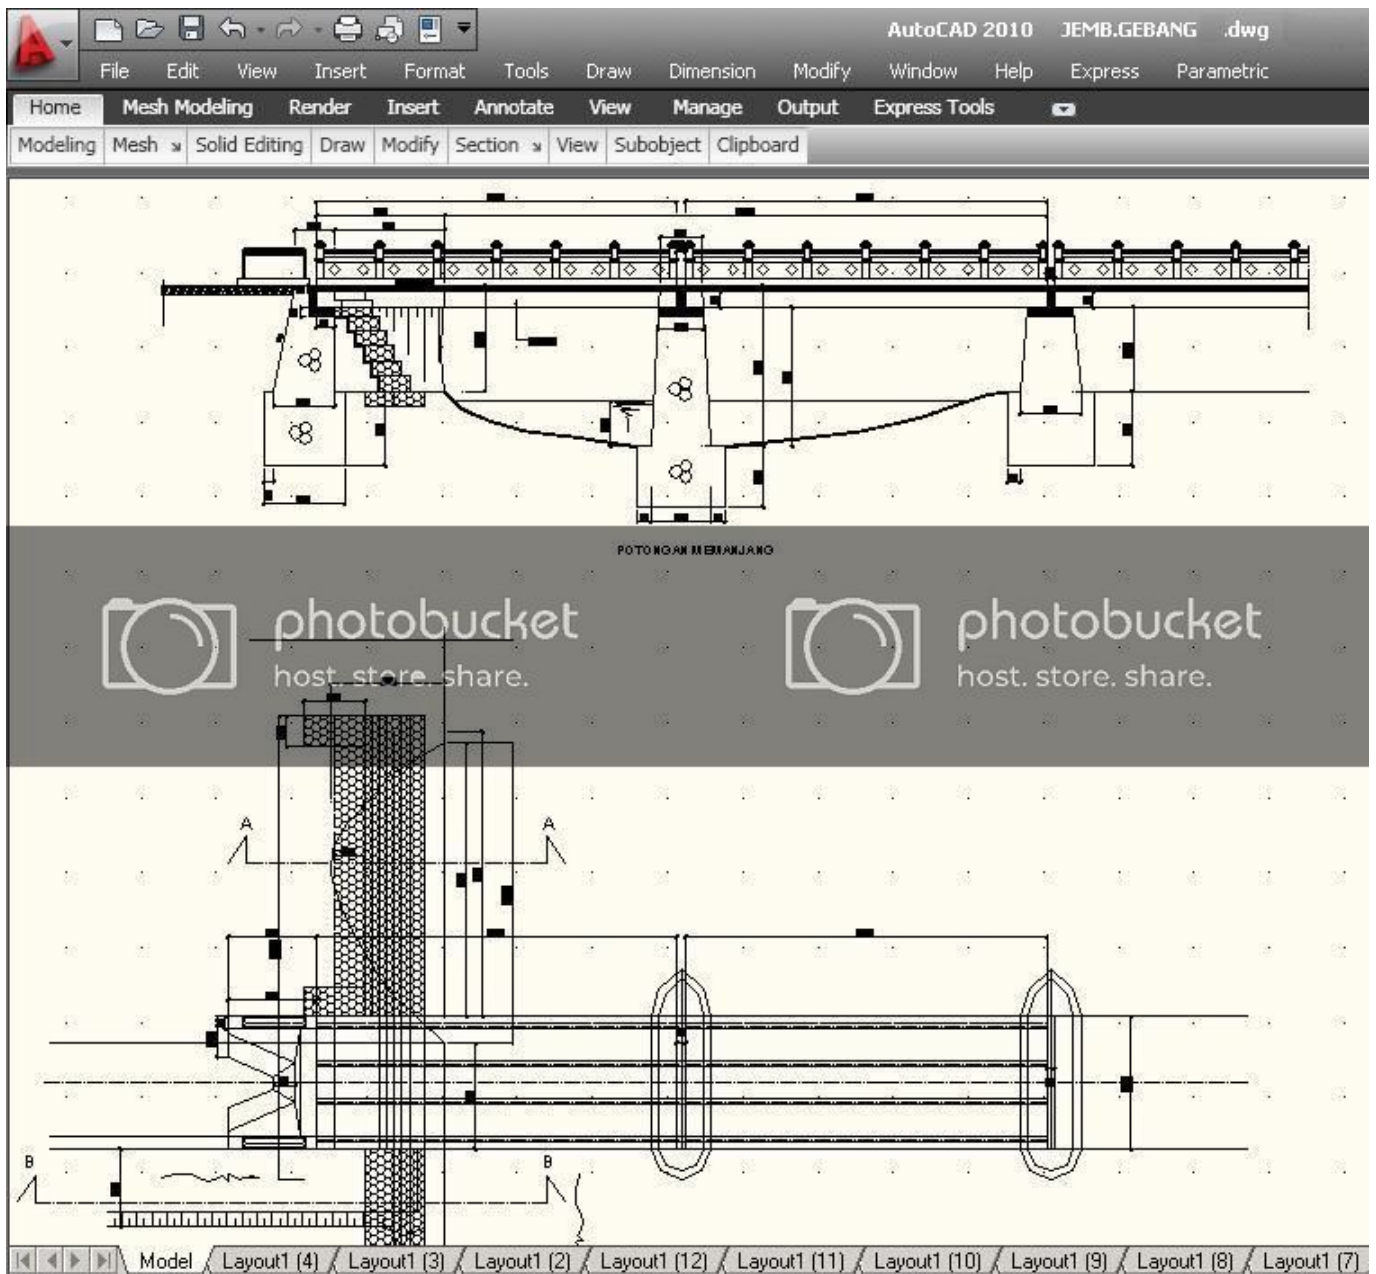 AutoCAD 2010 JEMB.GEBANG .dwg
File Edit View Insert Format Tools Draw Dimension Modify Window Help Express Parametric
Home Mesh Modeling Render Insert Annotate View Manage Output Express Tools
Modeling Mesh Solid Editing Draw Modify Section View Subobject Clipboard
POTONGAN MEMANJANG
photobucket photobucket
host. store. share. host. store. share.
A A
B B
Model Layout1 (4) Layout1 (3) Layout1 (2) Layout1 (12) Layout1 (11) Layout1 (10) Layout1 (9) Layout1 (8) Layout1 (7)